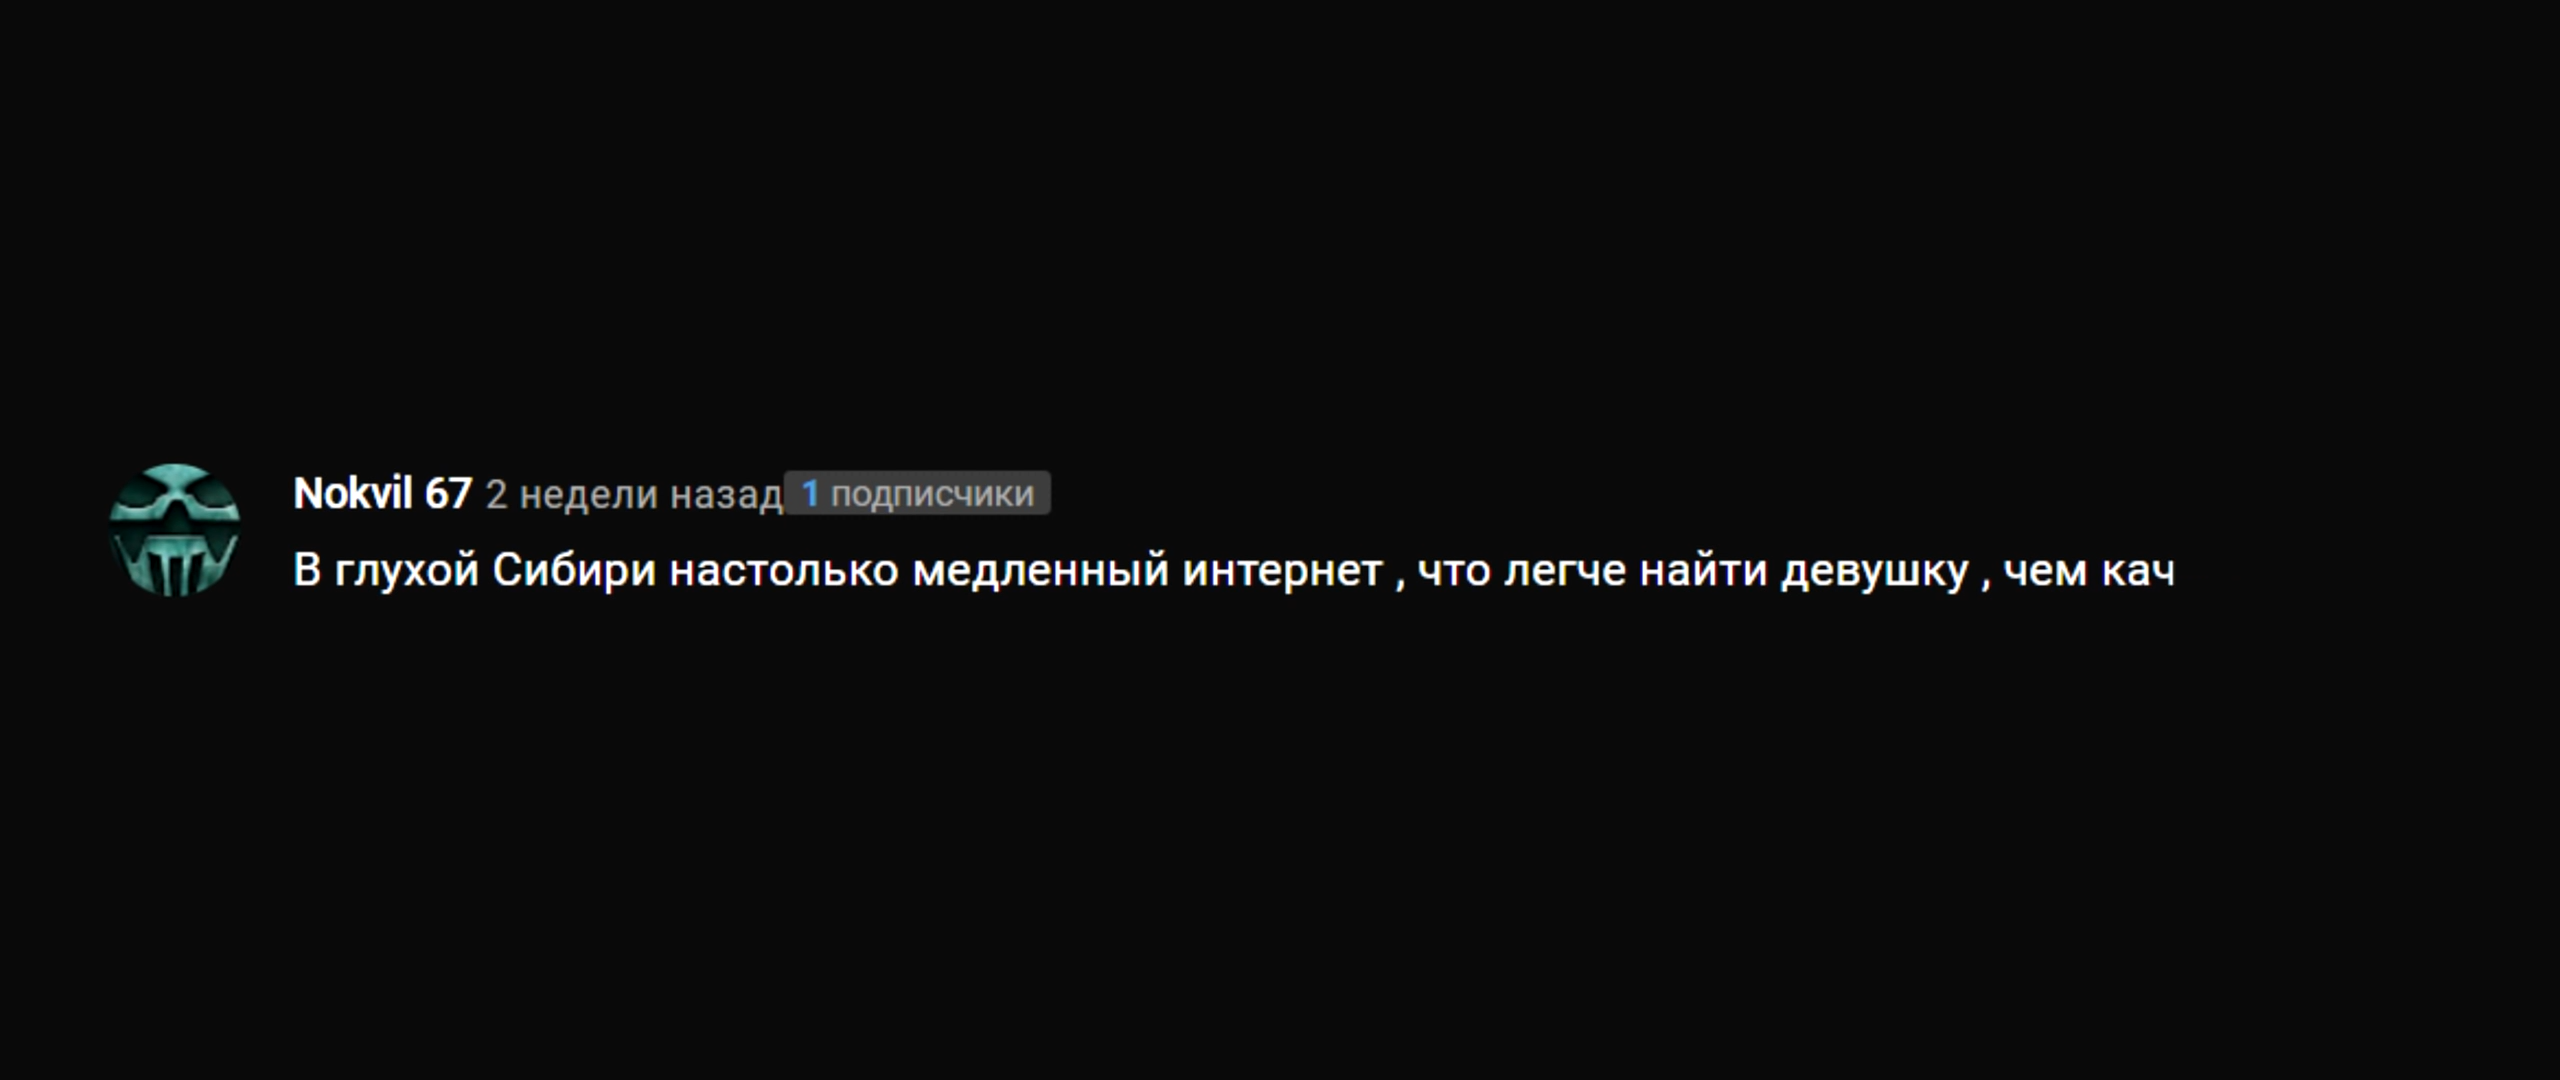 Nokvil 67 2 недели назад 1 подписчики
В глухой Сибири настолько медленный интернет , что легче найти девушку , чем кач